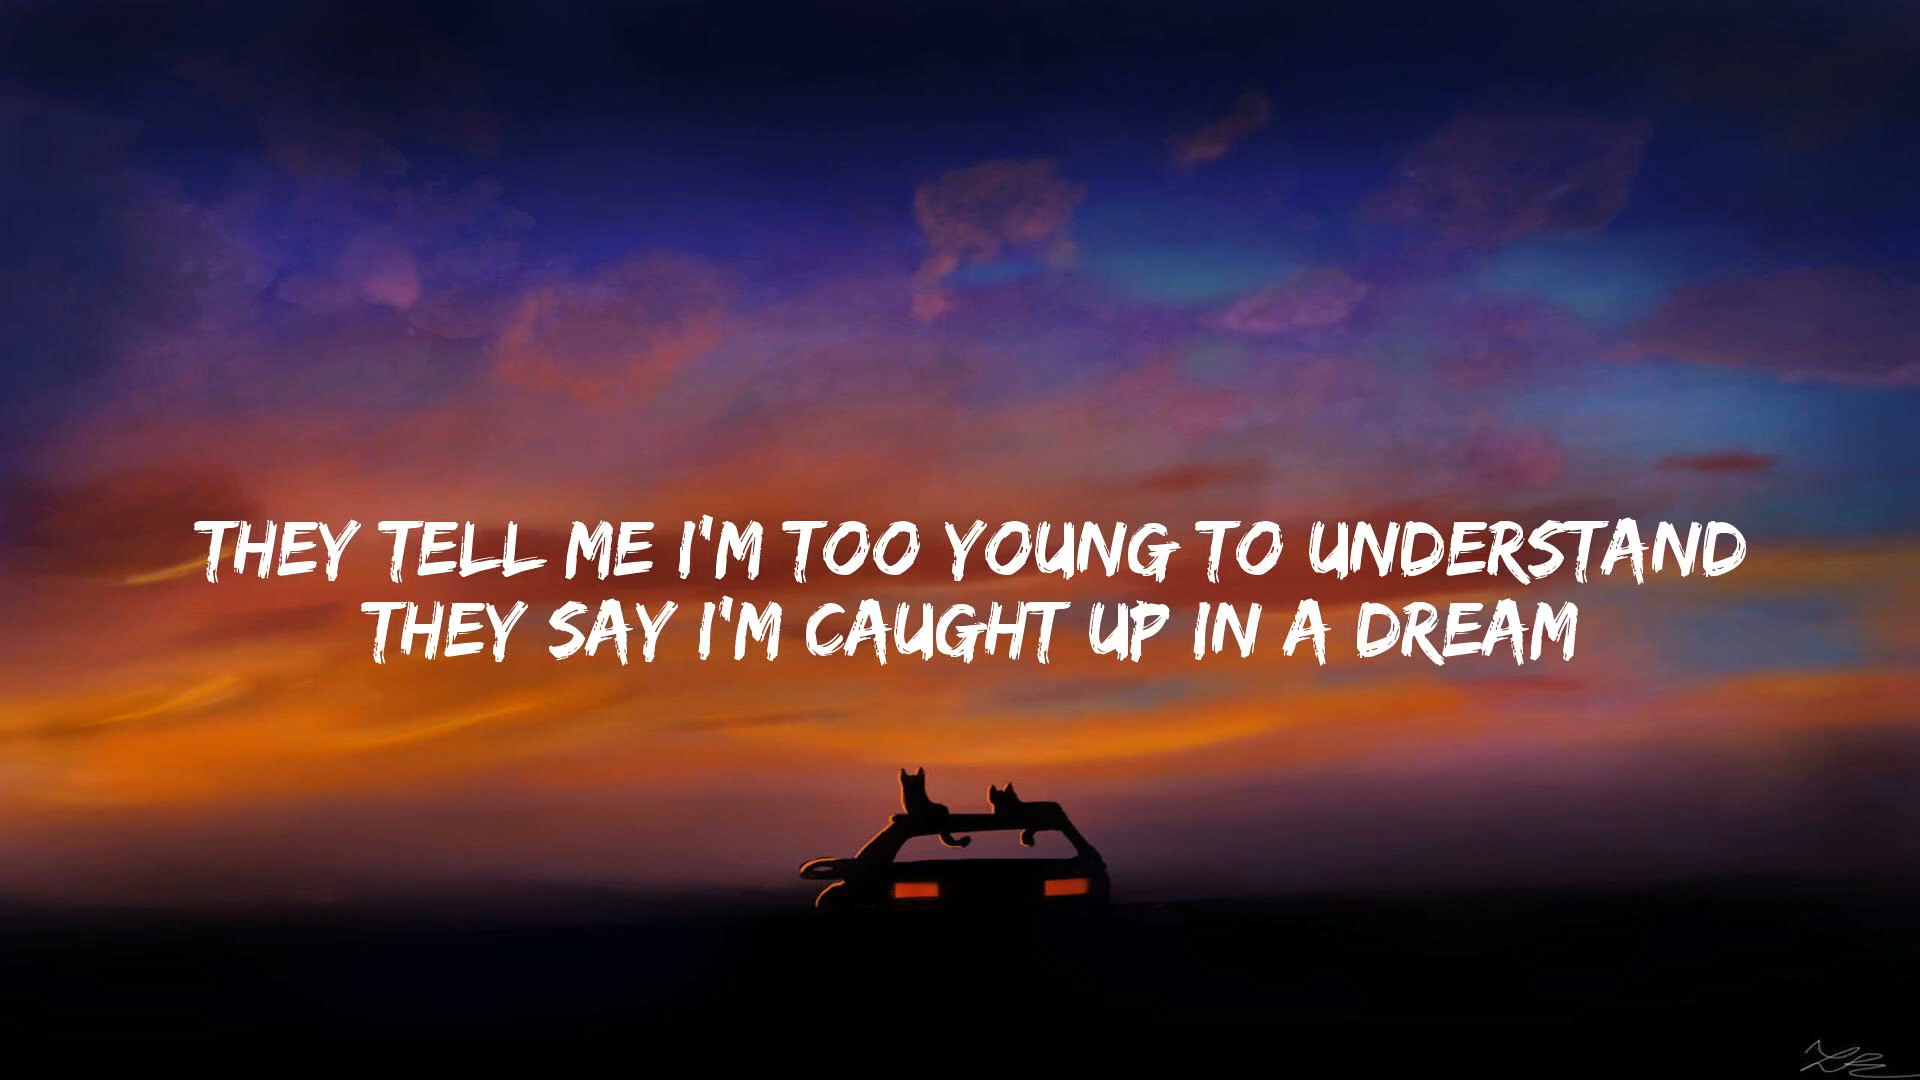 THEY TELL ME I'M TOO YOUNG TO UNDERSTAND
THEY SAY I'M CAUGHT UP IN A DREAM